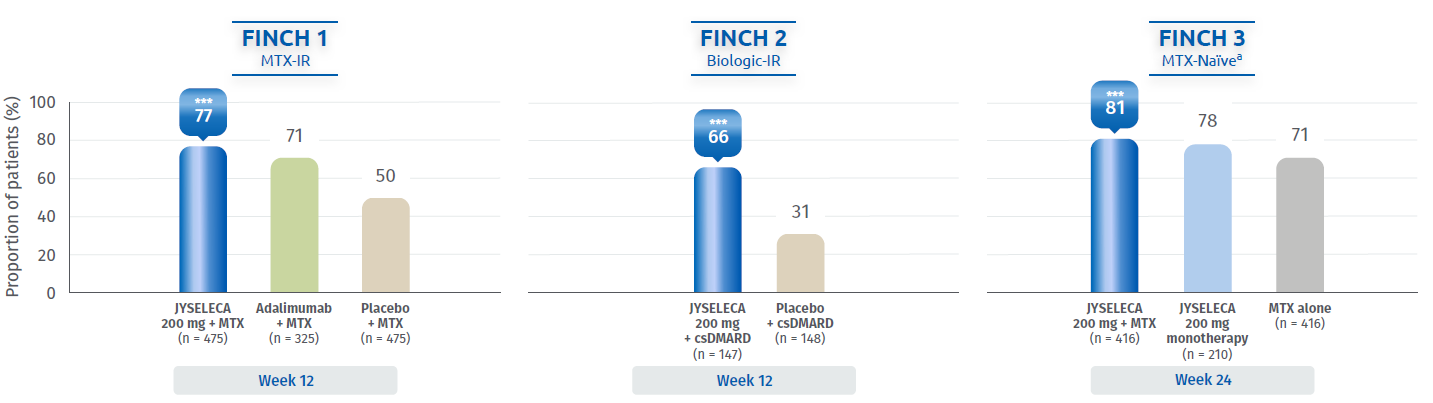 FINCH 1
MTX-IR
FINCH 2
Biologic-IR
FINCH 3
MTX-Naïveª
Proportion of patients (%)
100
80
60
40
20
0
***
77
71
50
***
66
31
***
81
78
71
JYSELECA
200 mg + MTX
(n = 475)
Adalimumab
+ MTX
(n = 325)
Placebo
+ MTX
(n = 475)
JYSELECA
200 mg
+ csDMARD
(n = 147)
Placebo
+ csDMARD
(n = 148)
JYSELECA
200 mg + MTX
(n = 416)
JYSELECA
200 mg
monotherapy
(n = 210)
MTX alone
(n = 416)
Week 12
Week 12
Week 24